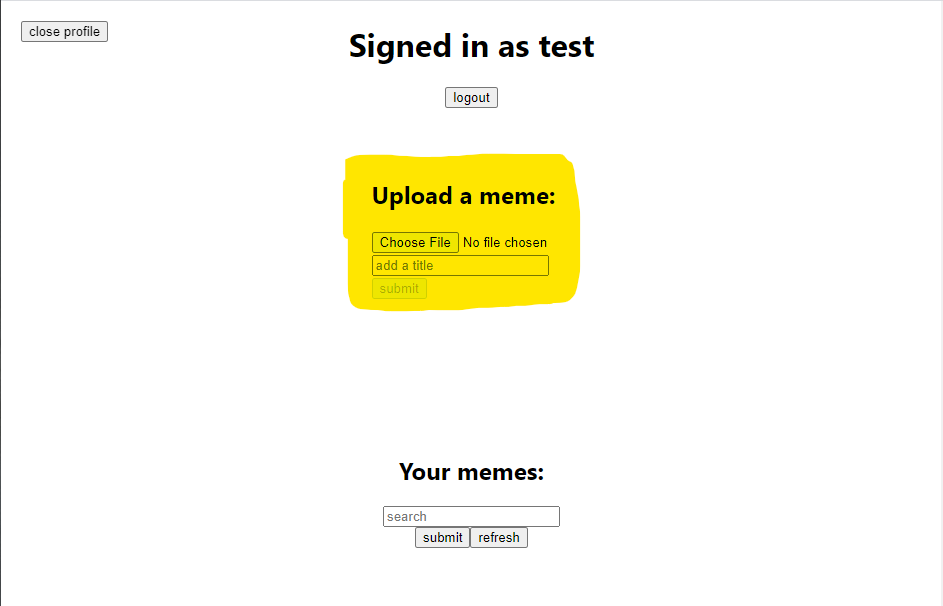 close profile
Signed in as test
logout
Upload a meme:
Choose File No file chosen
add a title
submit
Your memes:
search
submit refresh